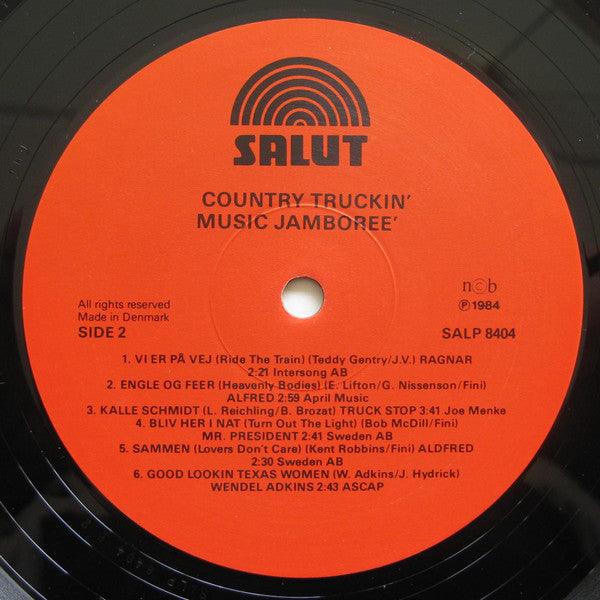 SALUT
COUNTRY TRUCKIN'
MUSIC JAMBOREE'
All rights reserved
Made in Denmark
SIDE 2
n©b
℗ 1984
SALP 8404
1. VI ER PÅ VEJ (Ride The Train) (Teddy Gentry/J.V.) RAGNAR
2:21 Intersong AB
2. ENGLE OG FEER (Heavenly Bodies) (E. Lifton/G. Nissenson/Fini)
ALFRED 2:59 April Music
3. KALLE SCHMIDT (L. Reichling/B. Brozat) TRUCK STOP 3:41 Joe Menke
4. BLIV HER I NAT (Turn Out The Light) (Bob McDill/Fini)
MR. PRESIDENT 2:41 Sweden AB
5. SAMMEN (Lovers Don't Care) (Kent Robbins/Fini) ALDFRED
2:30 Sweden AB
6. GOOD LOOKIN TEXAS WOMEN (W. Adkins/J. Hydrick)
WENDEL ADKINS 2:43 ASCAP